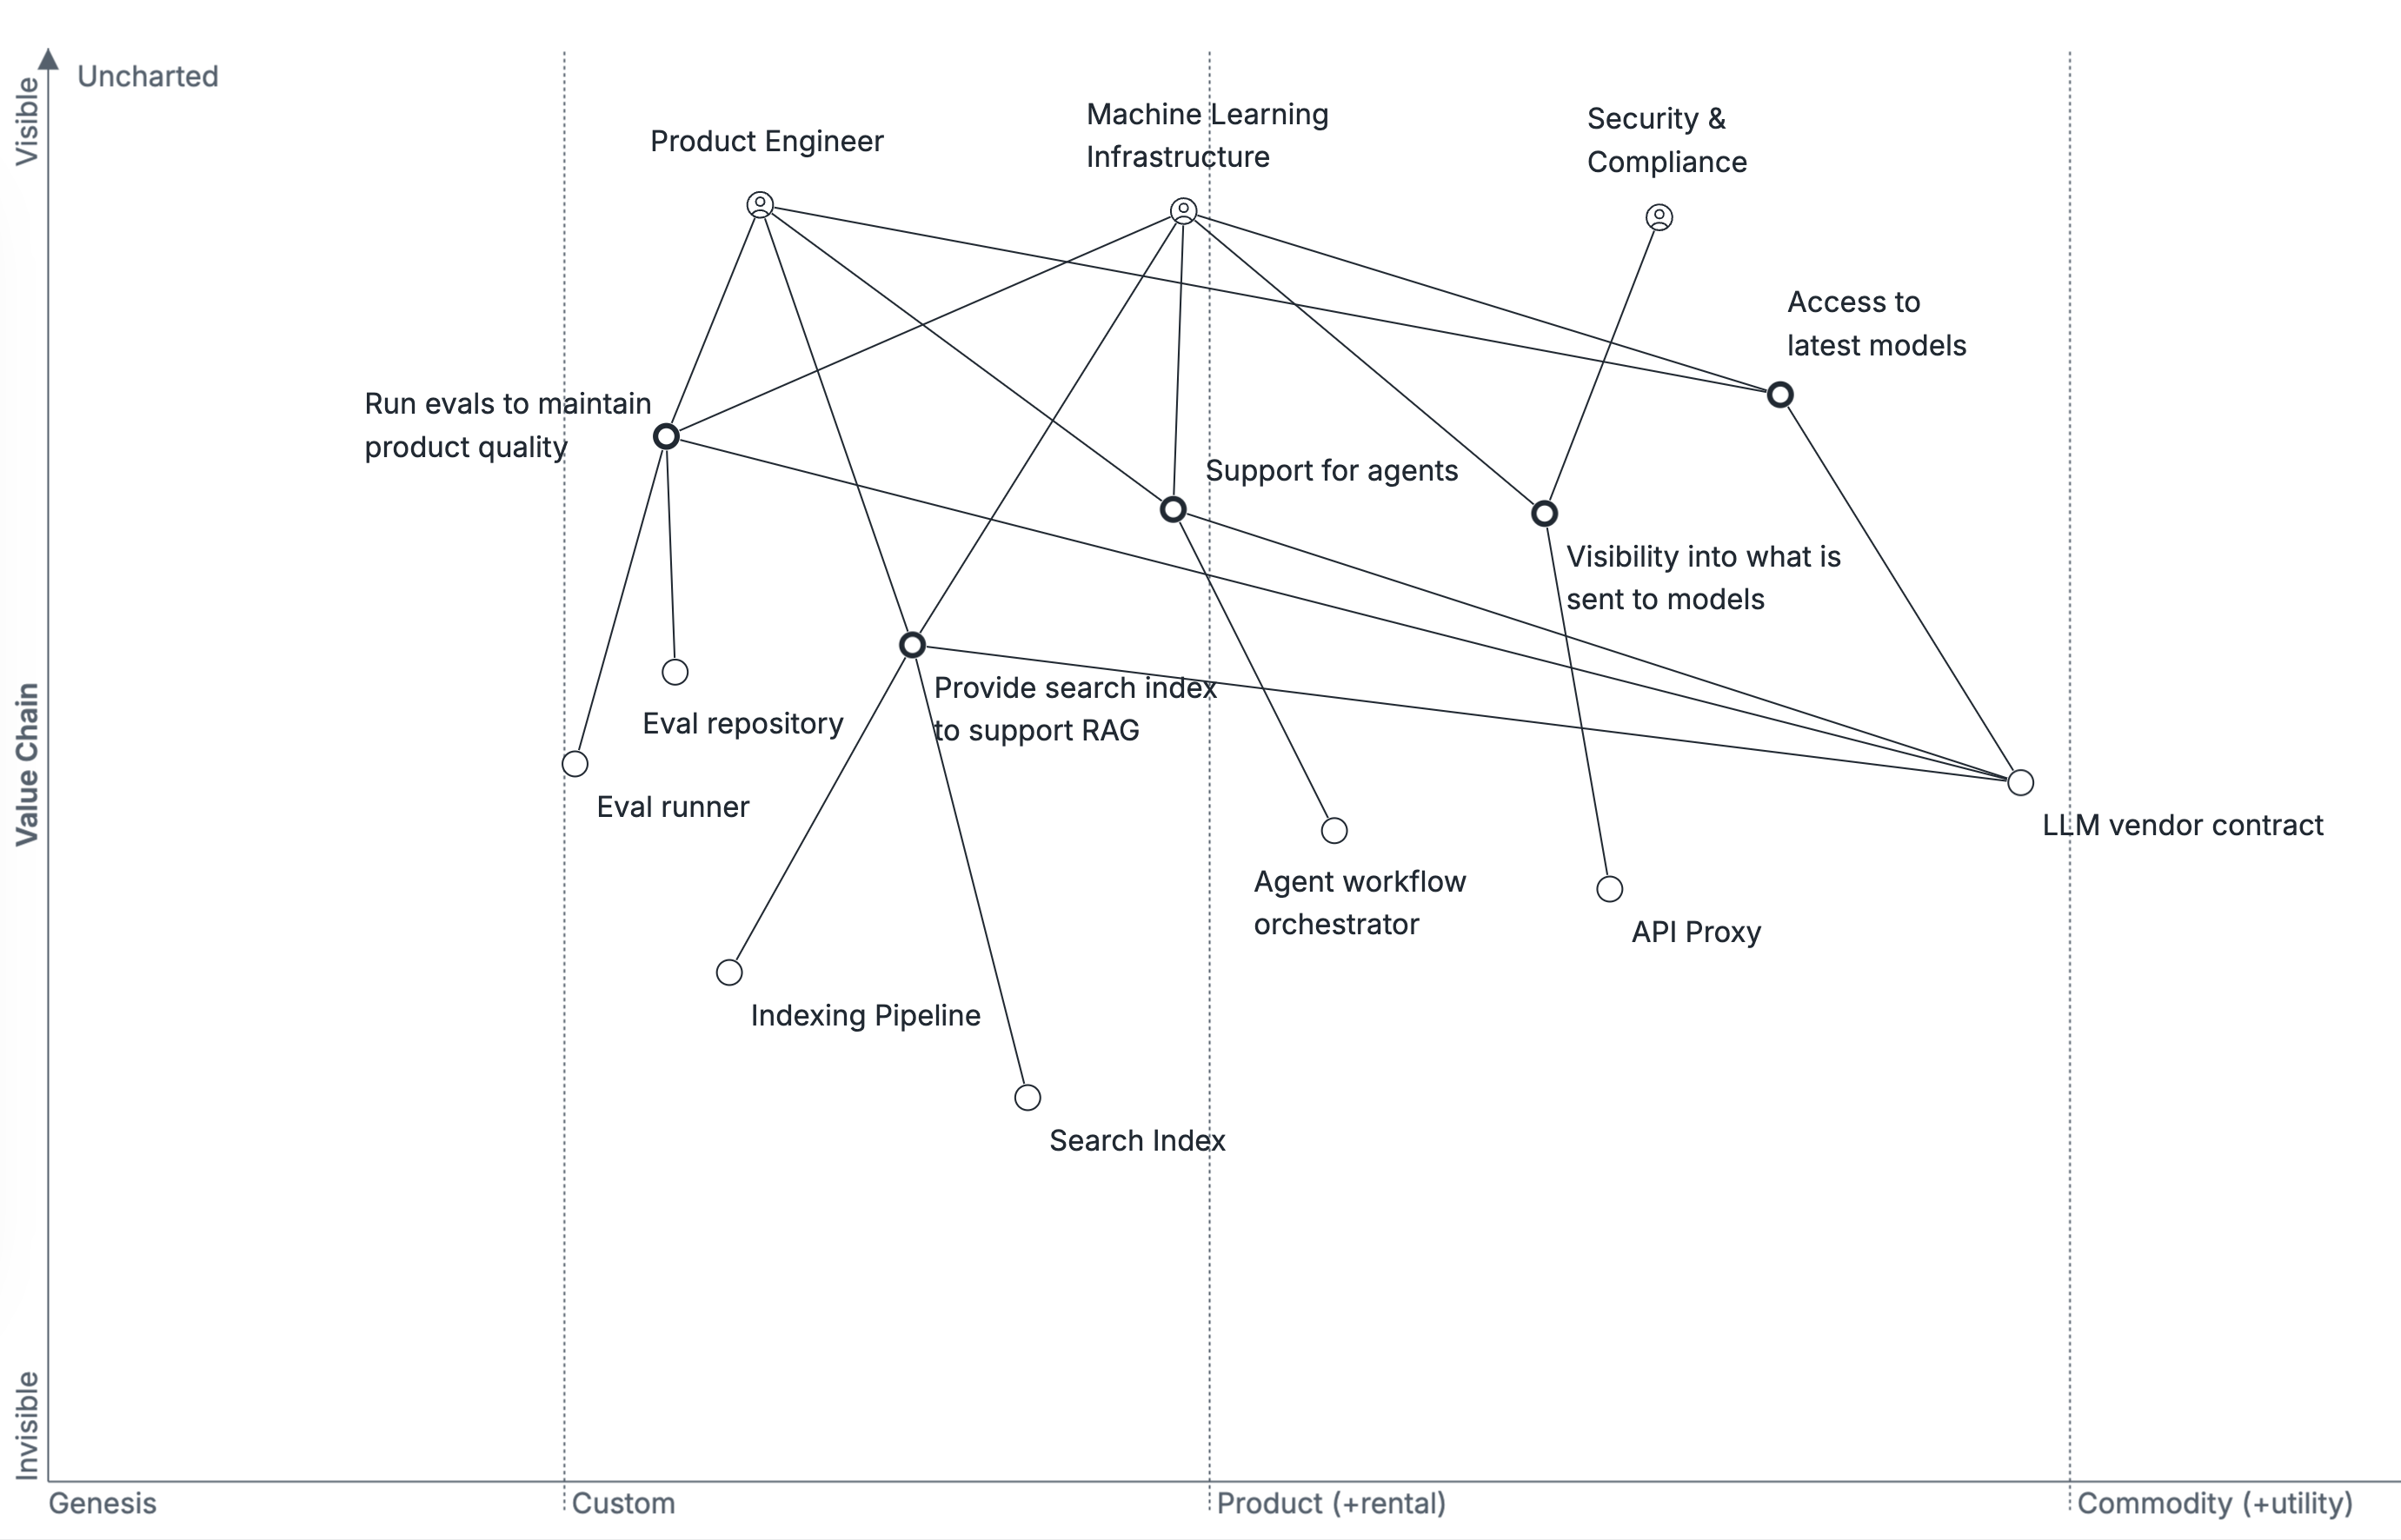 Uncharted
Visible
Product Engineer
Machine Learning
Infrastructure
Security &
Compliance
Access to
latest models
Run evals to maintain
product quality
Support for agents
Visibility into what is
sent to models
Provide search index
to support RAG
Eval repository
Eval runner
Value Chain
LLM vendor contract
Agent workflow
orchestrator
API Proxy
Indexing Pipeline
Search Index
Invisible
Genesis
Custom
Product (+rental)
Commodity (+utility)